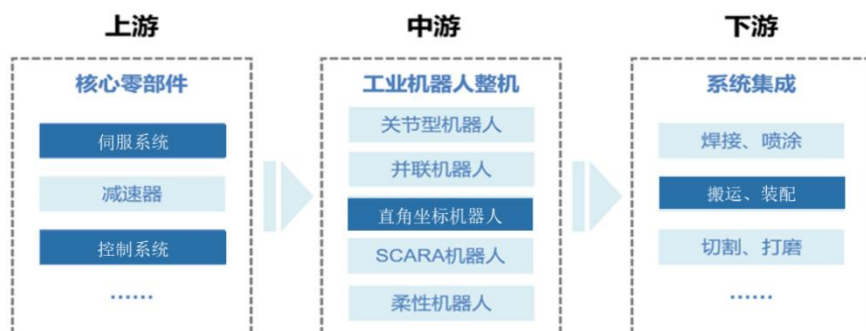 上游
中游
下游
核心零部件
伺服系统
减速器
控制系统
……
工业机器人整机
关节型机器人
并联机器人
直角坐标机器人
SCARA机器人
柔性机器人
系统集成
焊接、喷涂
搬运、装配
切割、打磨
……